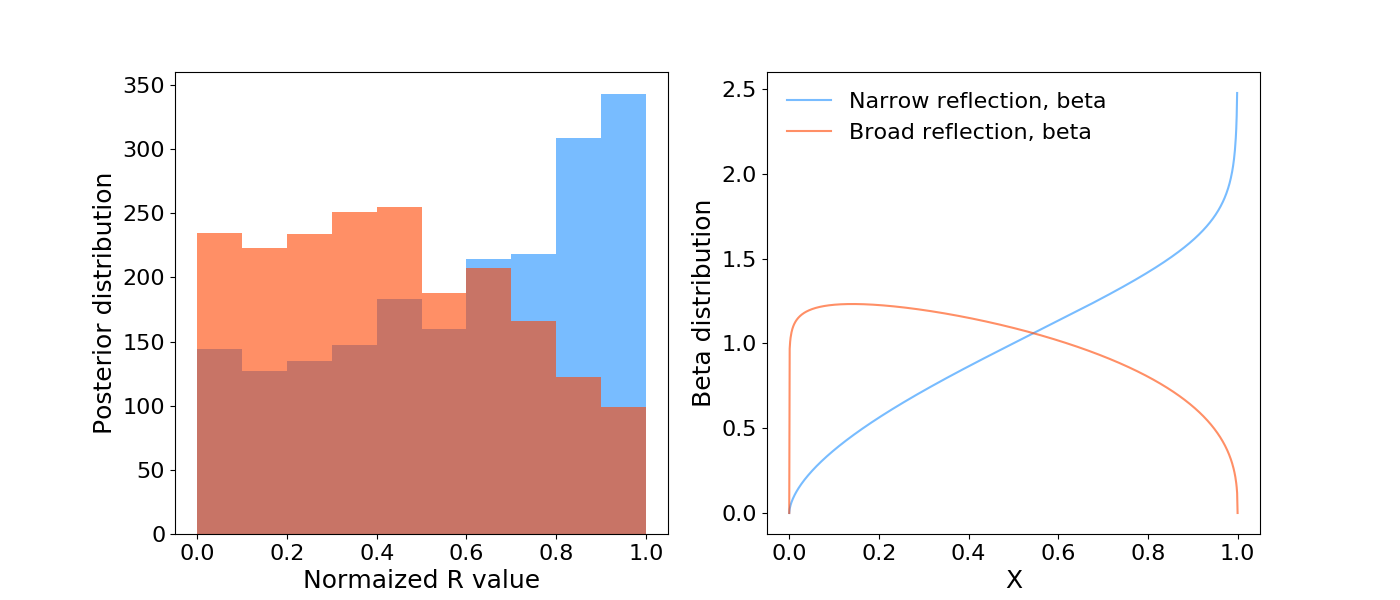 350
300
250
200
150
100
50
0
Posterior distribution
0.0 0.2 0.4 0.6 0.8 1.0
Normaized R value
2.5
2.0
1.5
1.0
0.5
0.0
Beta distribution
Narrow reflection, beta
Broad reflection, beta
0.0 0.2 0.4 0.6 0.8 1.0
X